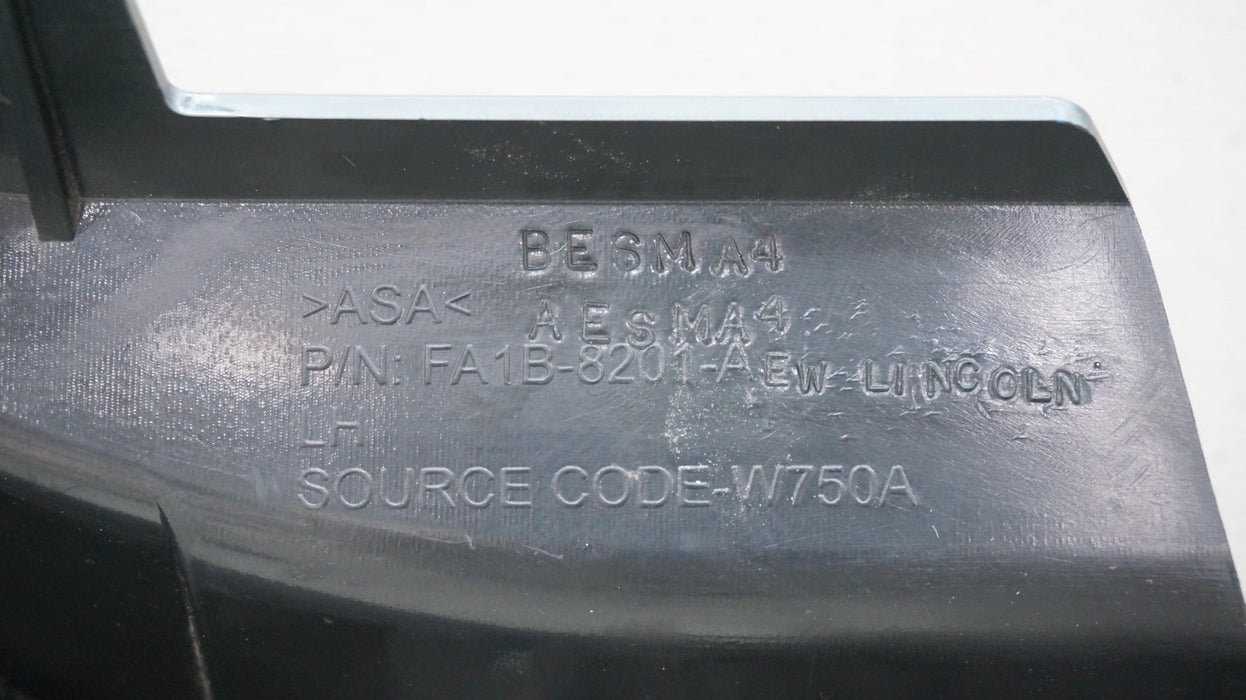 BESMA4
>ASA<
AESMA4
P/N: FA1B-8201-AEW LINCOLN
LH
SOURCE CODE-W750A